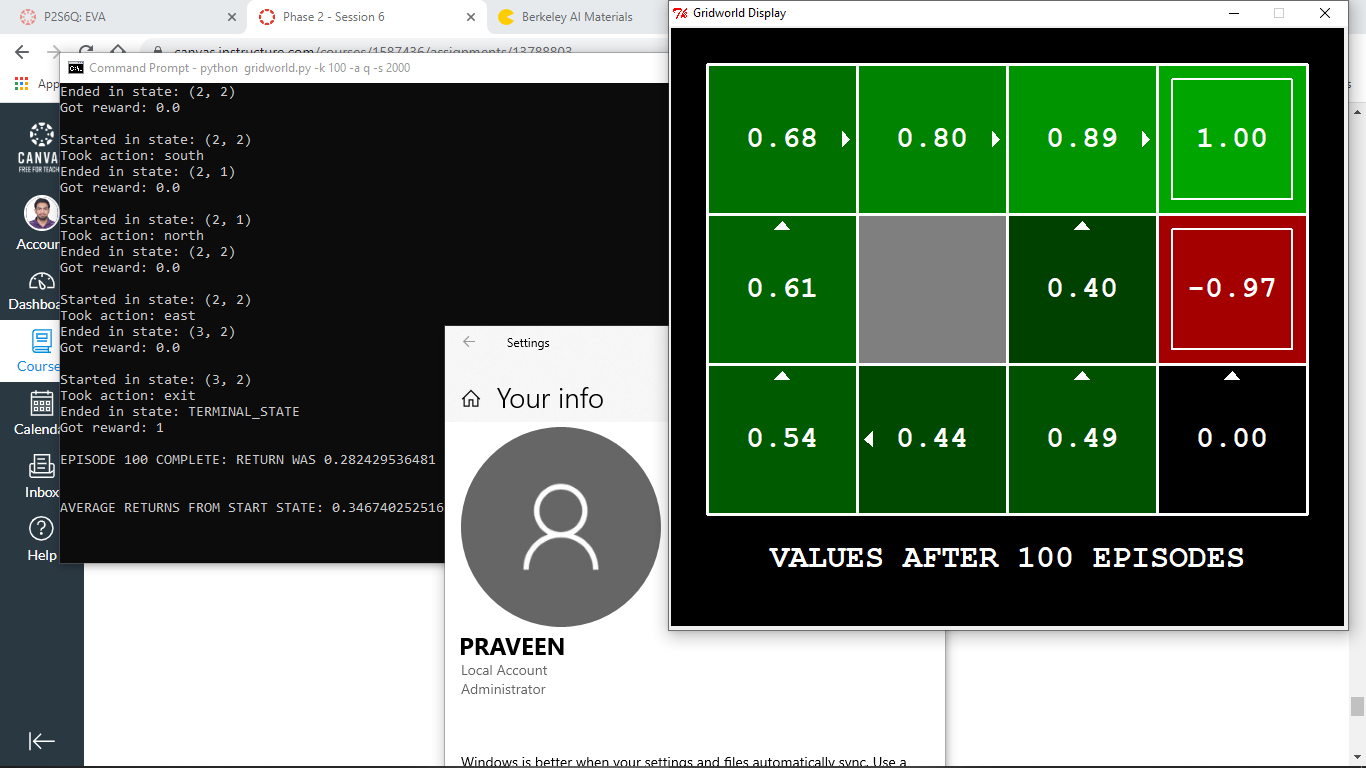 P2S6Q: EVA
Phase 2 - Session 6
Berkeley AI Materials
Gridworld Display
canvas.instructure.com/courses/1587436/assignments/13788803
Command Prompt - python gridworld.py -k 100 -a q -s 2000
CANVA
FREE FOR TEACH
Accour
Dashboa
Course
Calenda
Inbox
Help
Ended in state: (2, 2)
Got reward: 0.0
Started in state: (2, 2)
Took action: south
Ended in state: (2, 1)
Got reward: 0.0
Started in state: (2, 1)
Took action: north
Ended in state: (2, 2)
Got reward: 0.0
Started in state: (2, 2)
Took action: east
Ended in state: (3, 2)
Got reward: 0.0
Started in state: (3, 2)
Took action: exit
Ended in state: TERMINAL_STATE
Got reward: 1
EPISODE 100 COMPLETE: RETURN WAS 0.282429536481
AVERAGE RETURNS FROM START STATE: 0.346740252516
Settings
Your info
PRAVEEN
Local Account
Administrator
Windows is better when your settings and files automatically sync. Use a
0.68 0.80 0.89 1.00
0.61 0.40 -0.97
0.54 0.44 0.49 0.00
VALUES AFTER 100 EPISODES